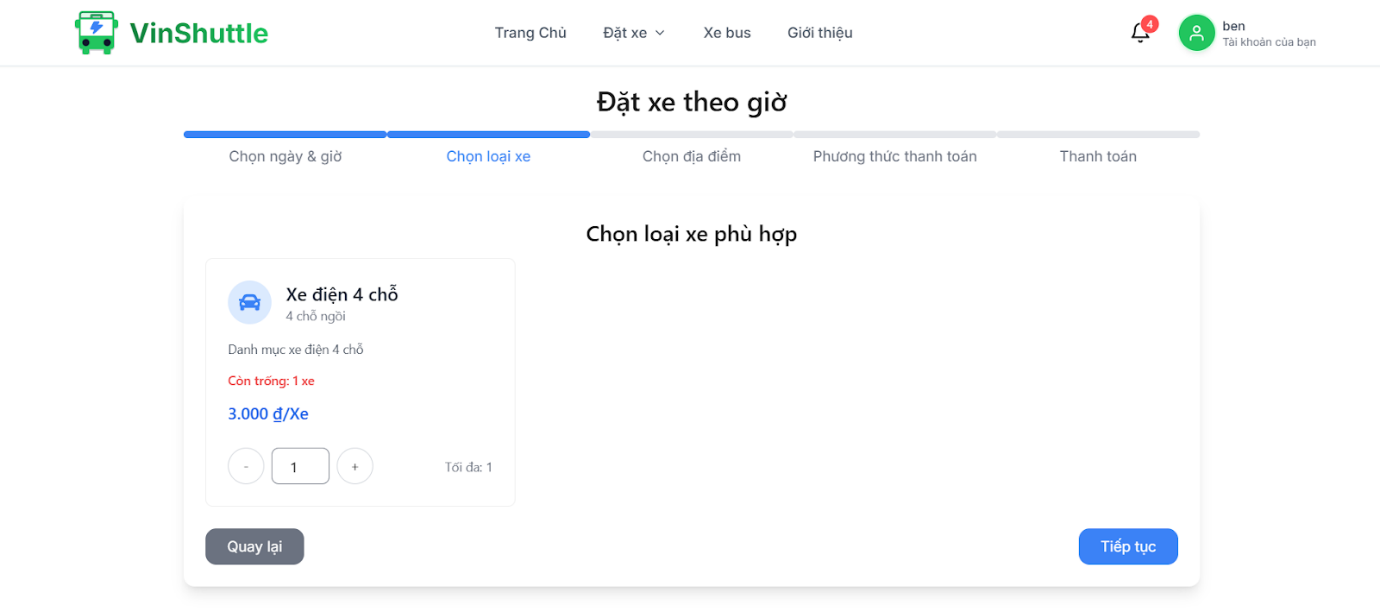 VinShuttle
Trang Chủ
Đặt xe
Xe bus
Giới thiệu
4
ben
Tài khoản của bạn
Đặt xe theo giờ
Chọn ngày & giờ
Chọn loại xe
Chọn địa điểm
Phương thức thanh toán
Thanh toán
Chọn loại xe phù hợp
Xe điện 4 chỗ
4 chỗ ngồi
Danh mục xe điện 4 chỗ
Còn trống: 1 xe
3.000 ₫/Xe
- 1 + Tối đa: 1
Quay lại
Tiếp tục